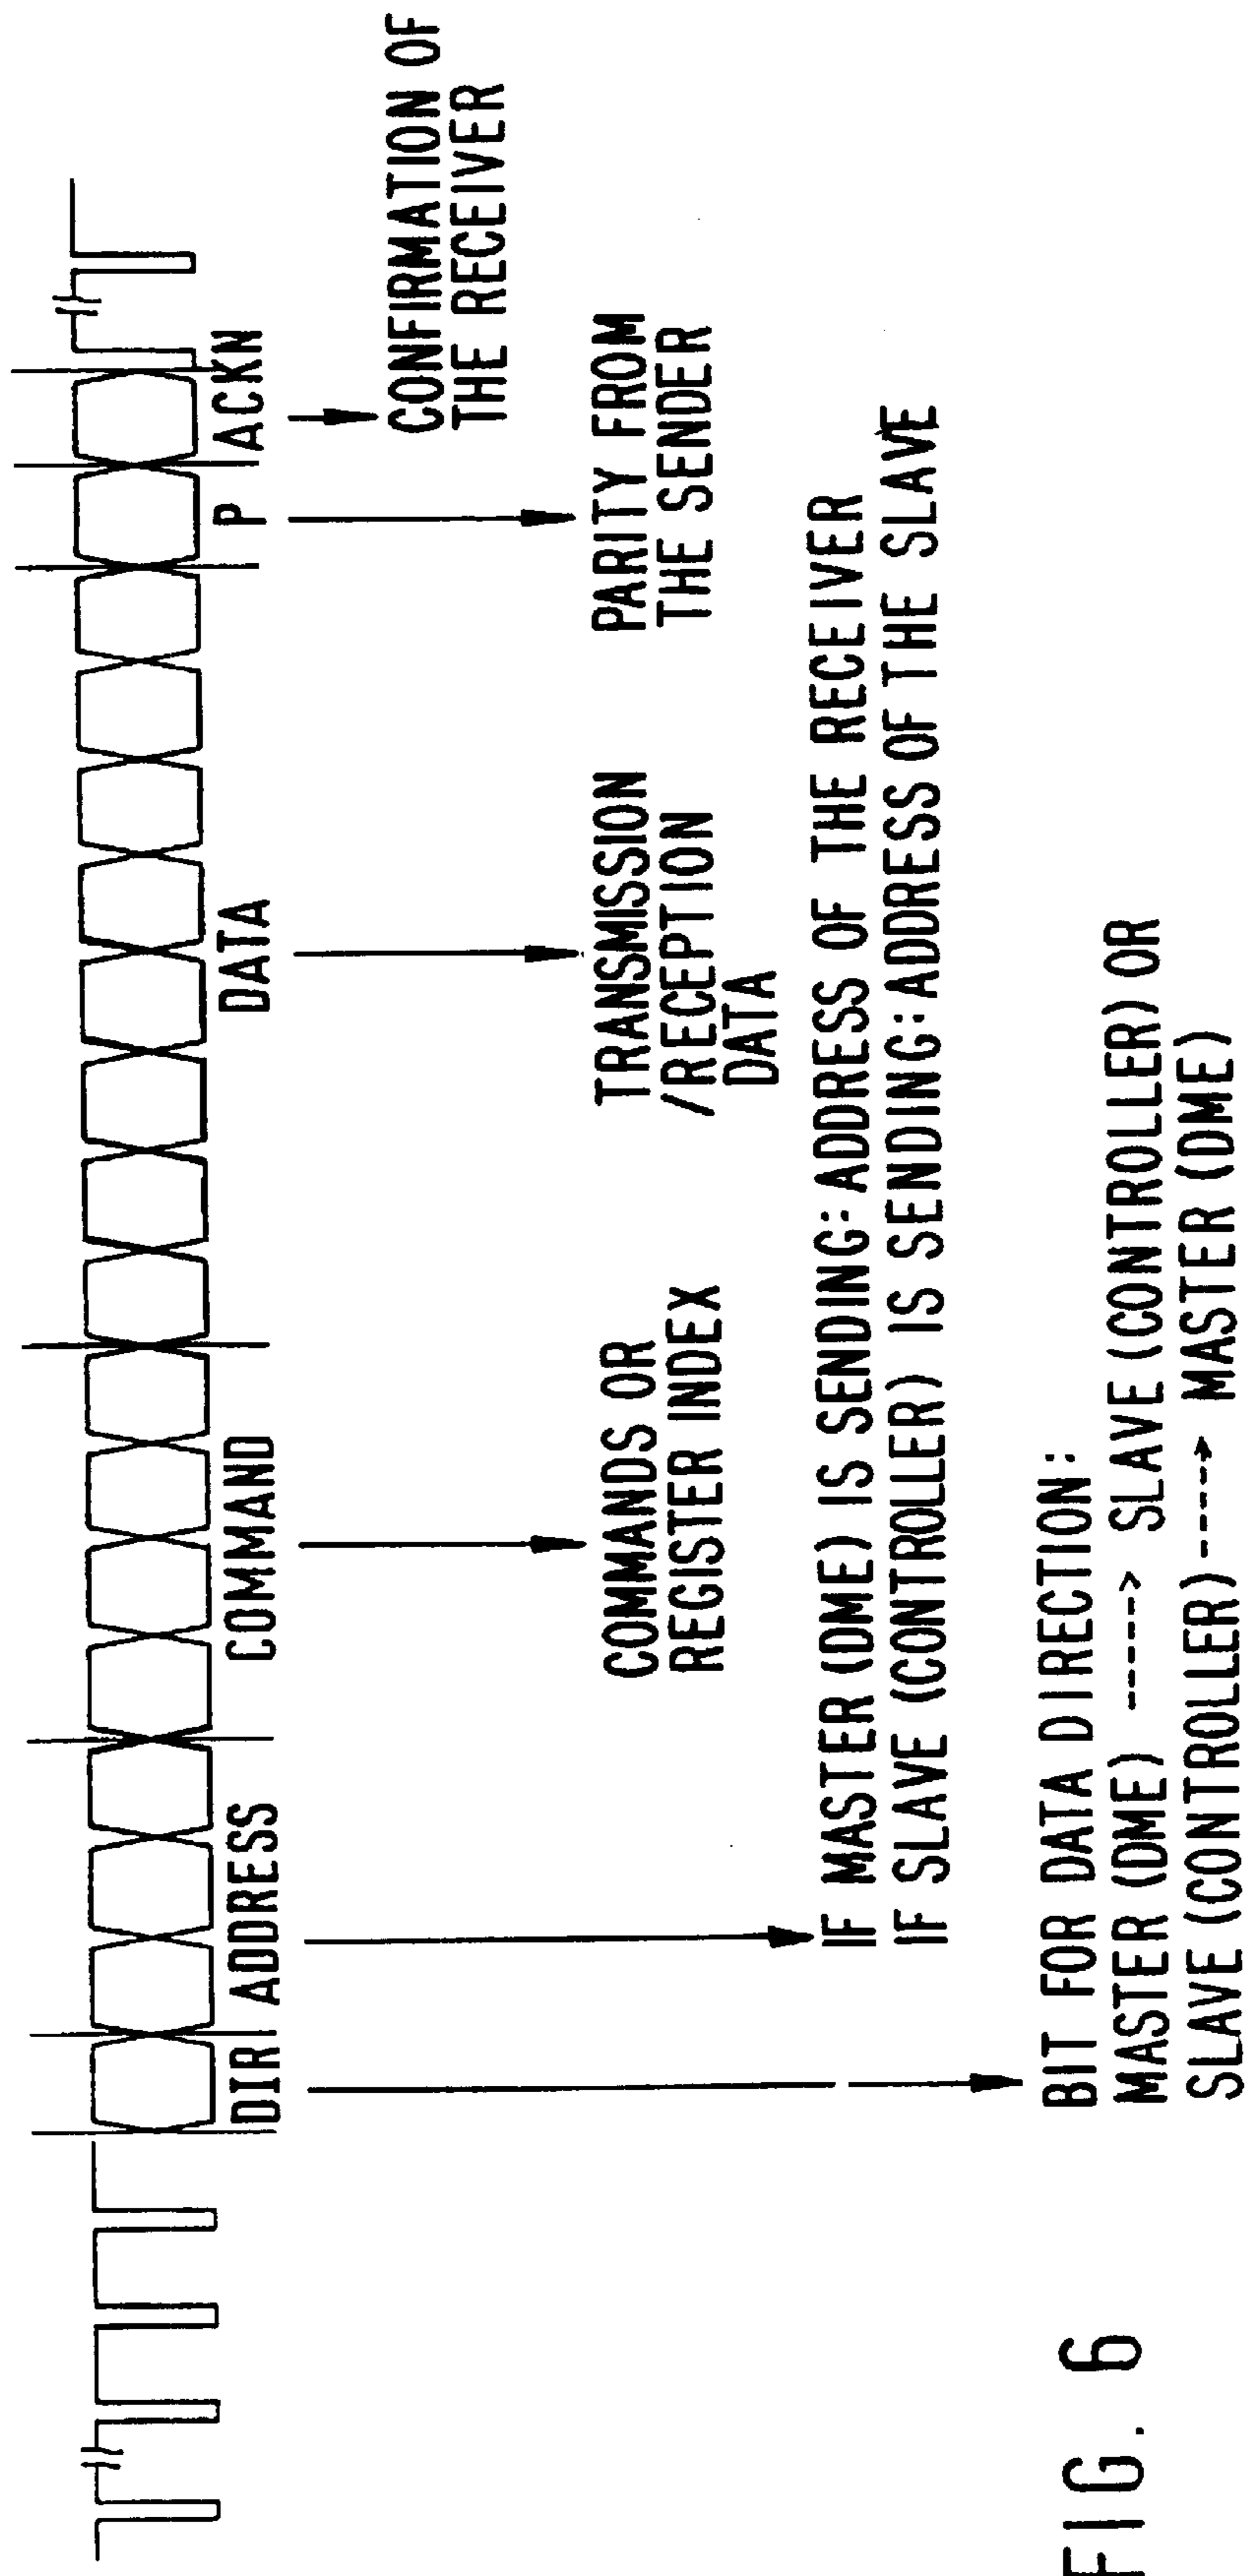 DIR ADDRESS COMMAND DATA P ACKN
CONFIRMATION OF
THE RECEIVER
PARITY FROM
THE SENDER
TRANSMISSION
/RECEPTION
DATA
COMMANDS OR
REGISTER INDEX
IF MASTER (DME) IS SENDING: ADDRESS OF THE RECEIVER
IF SLAVE (CONTROLLER) IS SENDING: ADDRESS OF THE SLAVE
BIT FOR DATA DIRECTION:
MASTER (DME) -----> SLAVE (CONTROLLER) OR
SLAVE (CONTROLLER) -----> MASTER (DME)
FIG. 6